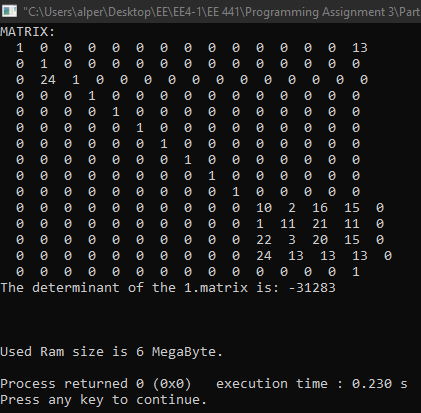 "C:\Users\alper\Desktop\EE\EE4-1\EE 441\Programming Assignment 3\Part
MATRIX:
1 0 0 0 0 0 0 0 0 0 0 0 0 0 13
0 1 0 0 0 0 0 0 0 0 0 0 0 0 0
0 24 1 0 0 0 0 0 0 0 0 0 0 0 0
0 0 0 1 0 0 0 0 0 0 0 0 0 0 0
0 0 0 0 1 0 0 0 0 0 0 0 0 0 0
0 0 0 0 0 1 0 0 0 0 0 0 0 0 0
0 0 0 0 0 0 1 0 0 0 0 0 0 0 0
0 0 0 0 0 0 0 1 0 0 0 0 0 0 0
0 0 0 0 0 0 0 0 1 0 0 0 0 0 0
0 0 0 0 0 0 0 0 0 1 0 0 0 0 0
0 0 0 0 0 0 0 0 0 0 10 2 16 15 0
0 0 0 0 0 0 0 0 0 0 1 11 21 11 0
0 0 0 0 0 0 0 0 0 0 22 3 20 15 0
0 0 0 0 0 0 0 0 0 0 24 13 13 13 0
0 0 0 0 0 0 0 0 0 0 0 0 0 0 1
The determinant of the 1.matrix is: -31283
Used Ram size is 6 MegaByte.
Process returned 0 (0x0)   execution time : 0.230 s
Press any key to continue.